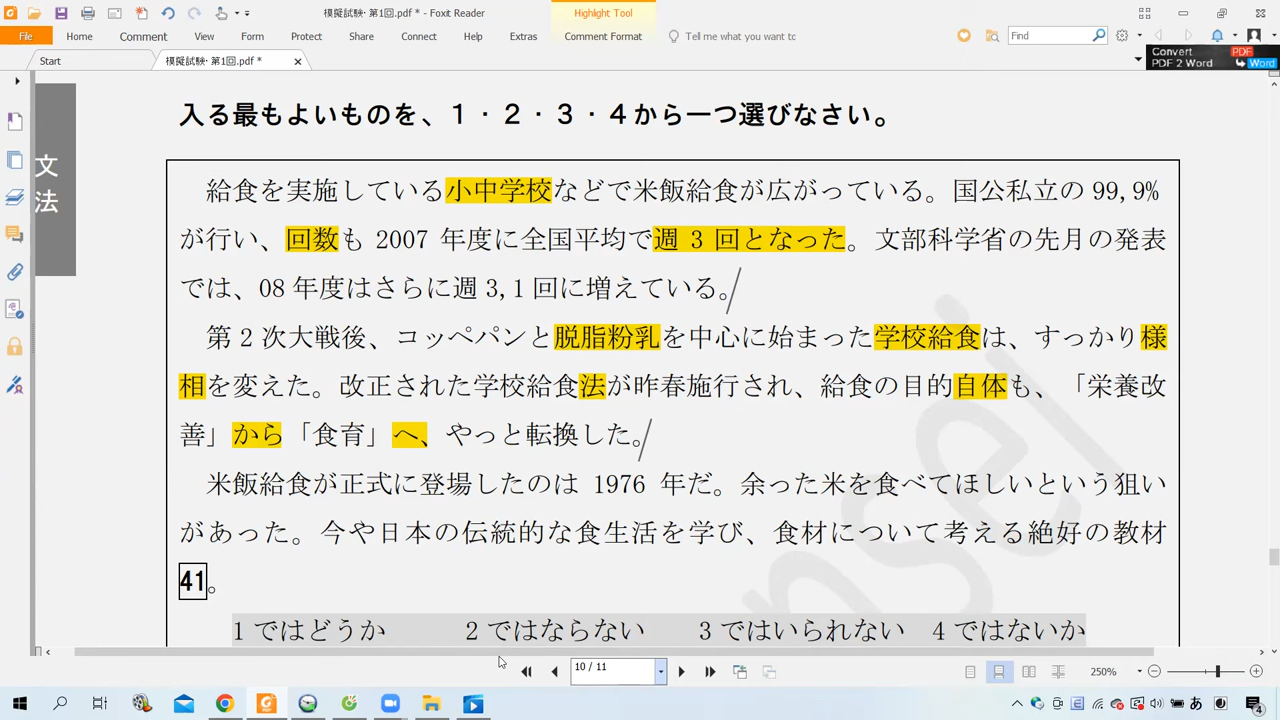 模擬試験・第1回.pdf * - Foxit Reader
Highlight Tool
File
Home
Comment
View
Form
Protect
Share
Connect
Help
Extras
Comment Format
Tell me what you want to c
Find
Start
模擬試験・第1回.pdf *
Convert PDF
PDF 2 Word Word
文法
入る最もよいものを、１・２・３・４から一つ選びなさい。
給食を実施している小中学校などで米飯給食が広がっている。国公私立の 99,9%
が行い、回数も 2007 年度に全国平均で週 3 回となった。文部科学省の先月の発表
では、08 年度はさらに週 3,1 回に増えている。
第 2 次大戦後、コッペパンと脱脂粉乳を中心に始まった学校給食は、すっかり様
相を変えた。改正された学校給食法が昨春施行され、給食の目的自体も、「栄養改
善」から「食育」へ、やっと転換した。
米飯給食が正式に登場したのは 1976 年だ。余った米を食べてほしいという狙い
があった。今や日本の伝統的な食生活を学び、食材について考える絶好の教材
41。
1 ではどうか 2 ではならない 3 ではいられない 4 ではないか
nsei
10 / 11
250%
あ
4